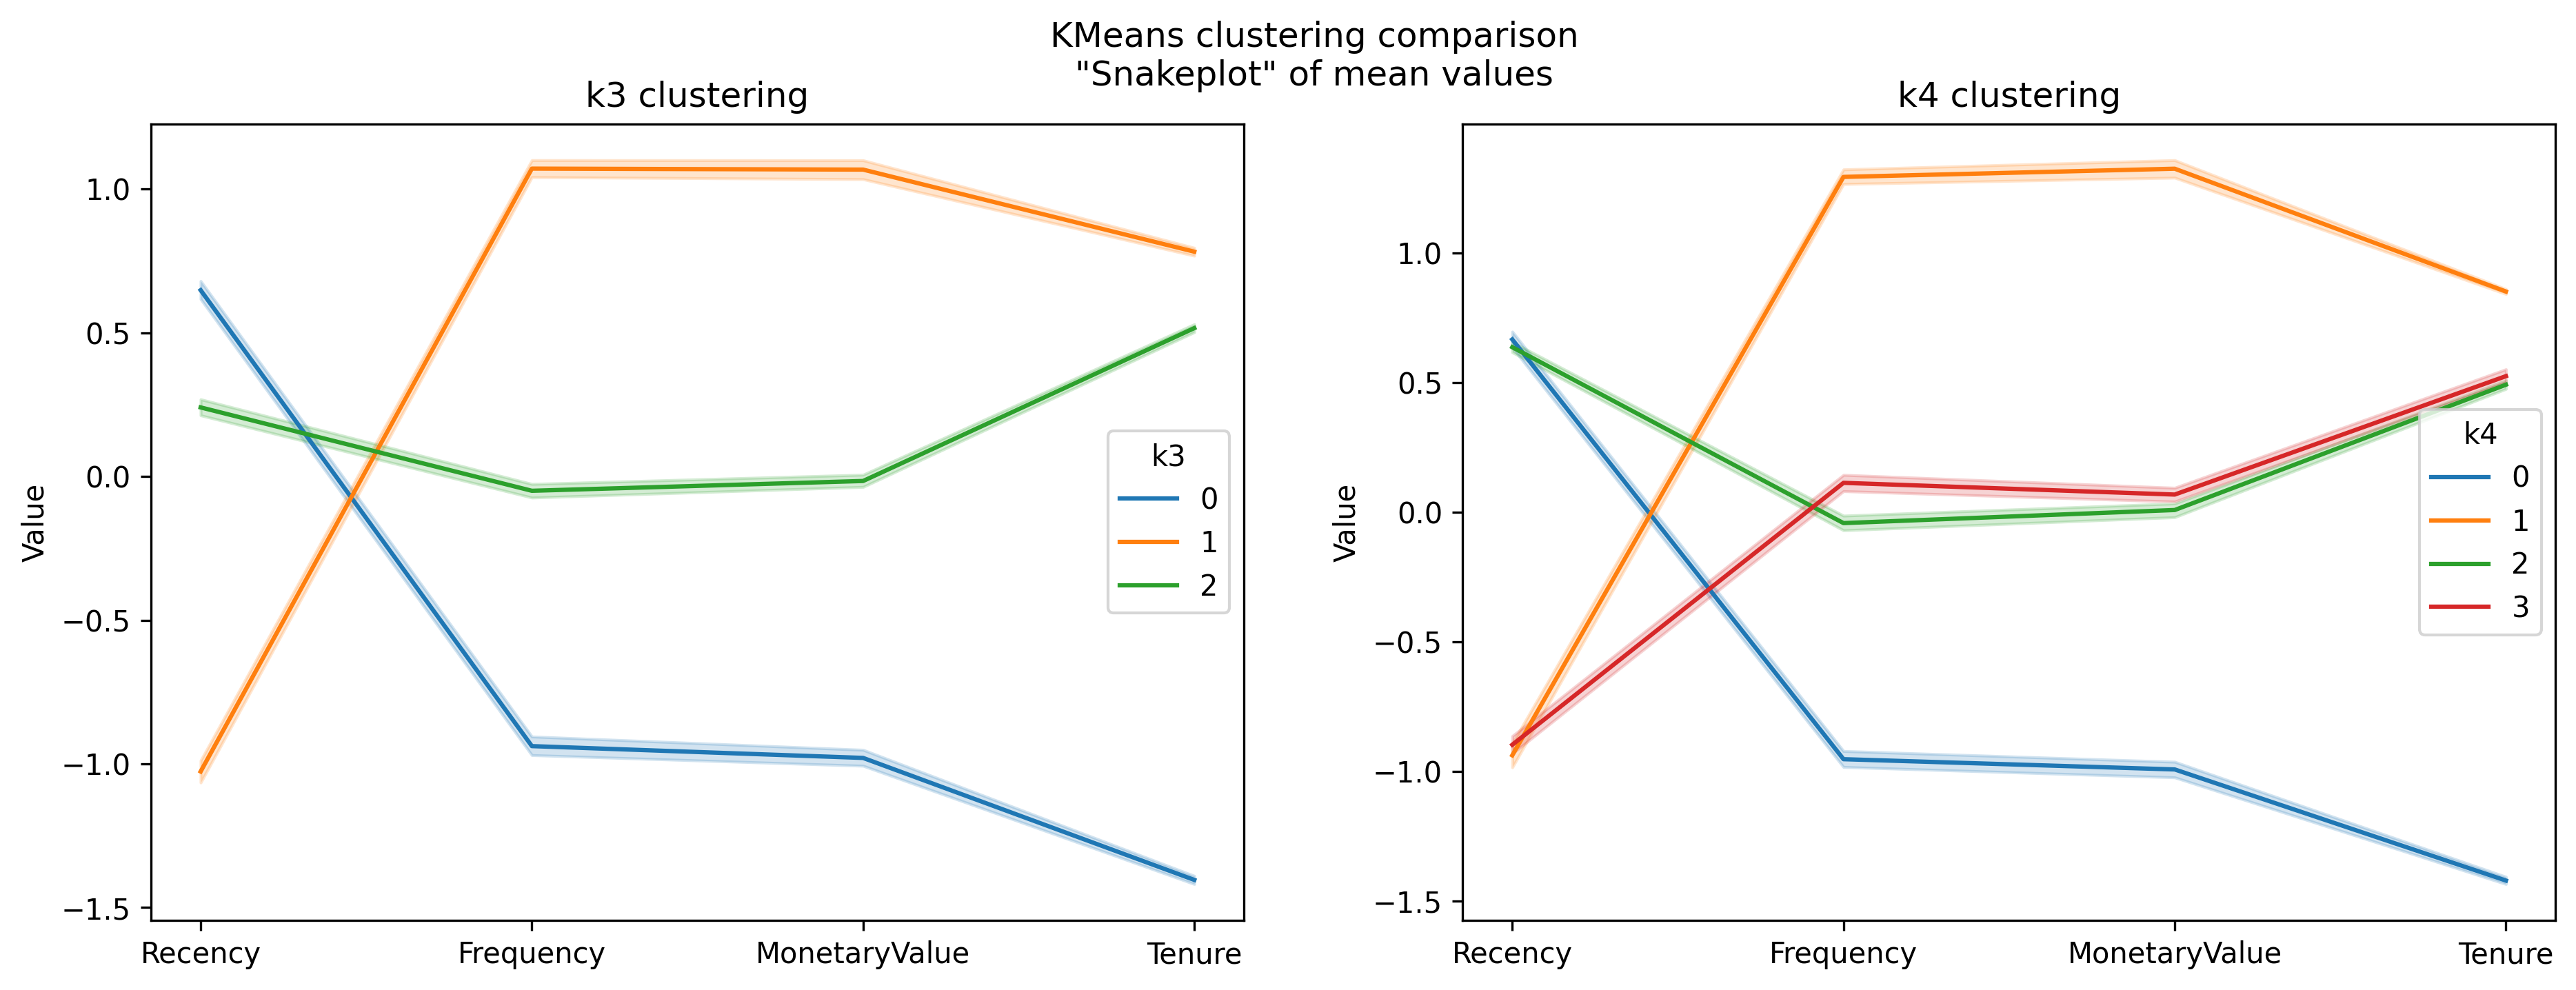 KMeans clustering comparison
"Snakeplot" of mean values
k3 clustering
Value
1.0
0.5
0.0
−0.5
−1.0
−1.5
Recency
Frequency
MonetaryValue
Tenure
k3
0
1
2
k4 clustering
Value
1.0
0.5
0.0
−0.5
−1.0
−1.5
Recency
Frequency
MonetaryValue
Tenure
k4
0
1
2
3